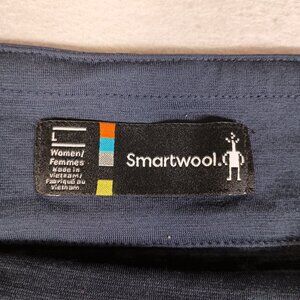 L
Women/
Femmes
Made in
Vietnam/
Fabriqué au
Vietnam
Smartwool.